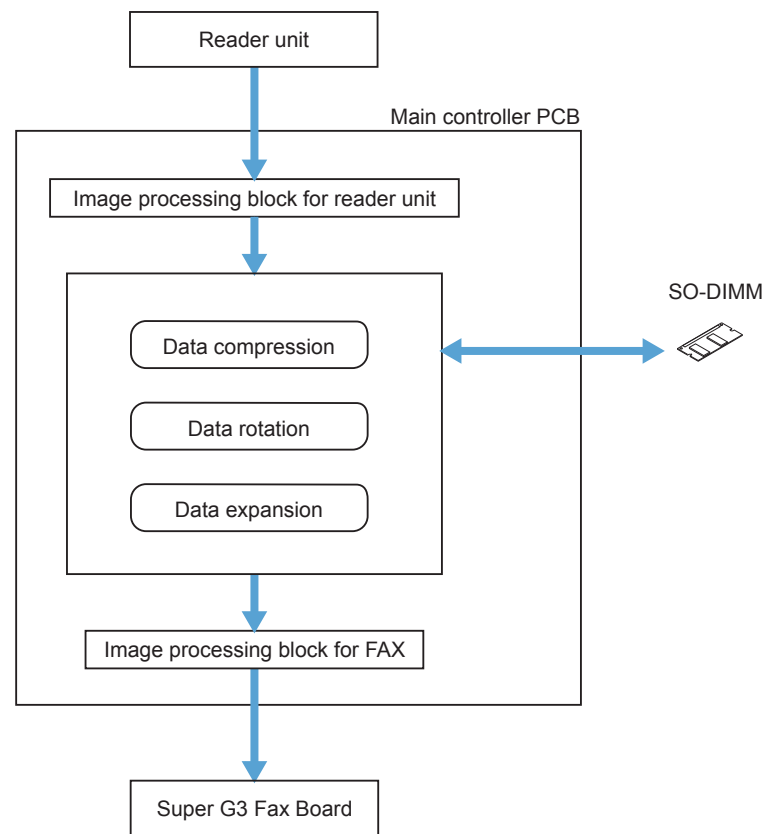 Reader unit
Main controller PCB
Image processing block for reader unit
SO-DIMM
Data compression
Data rotation
Data expansion
Image processing block for FAX
Super G3 Fax Board